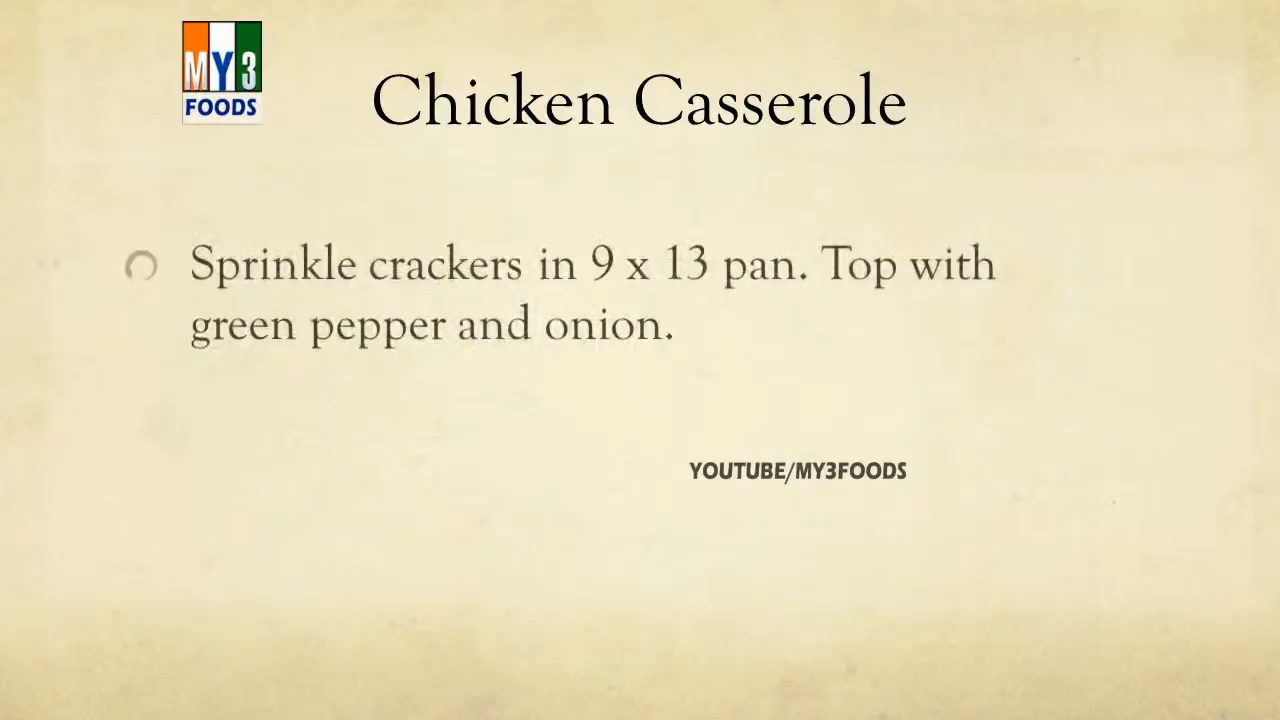 MY3
FOODS
Chicken Casserole
Sprinkle crackers in 9 x 13 pan. Top with
green pepper and onion.
YOUTUBE/MY3FOODS